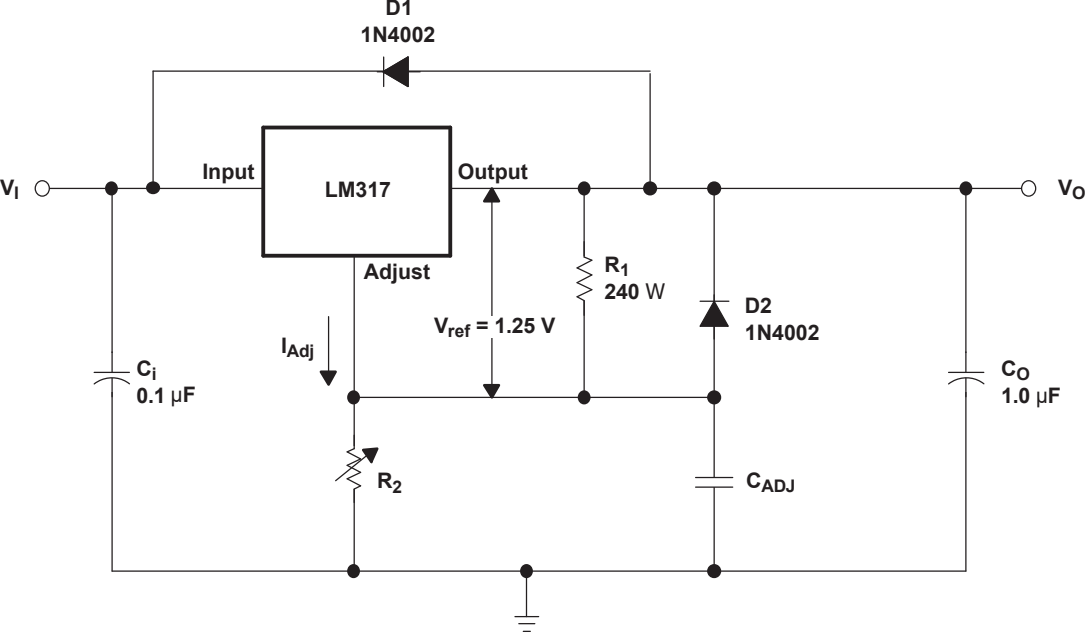 D1
1N4002
Input
LM317
Output
VI
VO
Adjust
R1
240 W
D2
1N4002
Vref = 1.25 V
IAdj
Ci
0.1 µF
CO
1.0 µF
R2
CADJ